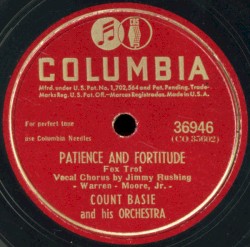 CBS
COLUMBIA
Mfrd. under U.S. Pat. No. 1,702,564 and Pat. Pending. Trade-
Marks Reg. U.S. Pat. Off.-Marcas Registradas. Made in U.S.A.
For perfect tone
use Columbia Needles
36946
(CO 35602)
PATIENCE AND FORTITUDE
Fox Trot
Vocal Chorus by Jimmy Rushing
- Warren - Moore, Jr. -
COUNT BASIE
and his ORCHESTRA